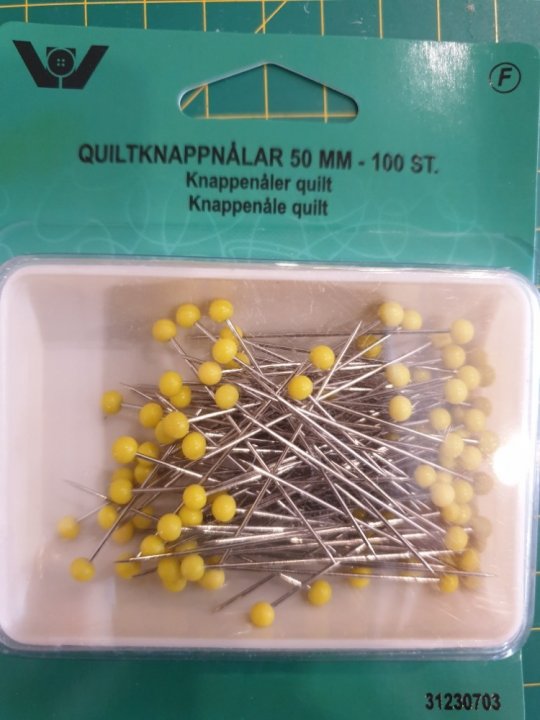 F
QUILTKNAPPNÅLAR 50 MM - 100 ST.
Knappenåler quilt
Knappenåle quilt
31230703